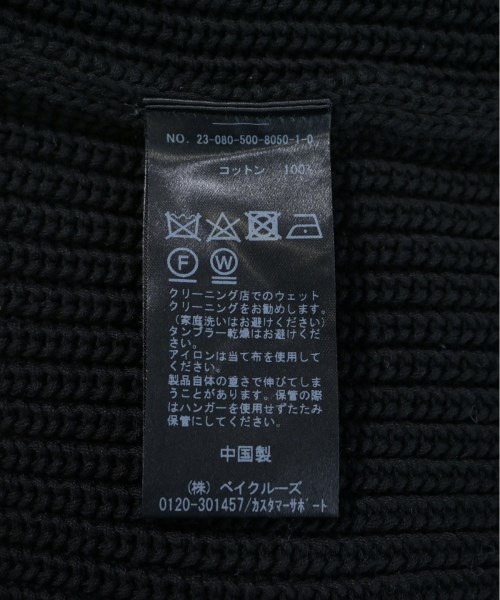 NO. 23-080-500-8050-1-0
コットン 100%
F W
クリーニング店でのウェット
クリーニングをお勧めします。
(家庭洗いはお避けください)
タンブラー乾燥はお避けくだ
さい。
アイロンは当て布を使用して
ください。
製品自体の重さで伸びてしま
うことがあります。保管の際
はハンガーを使用せずたたみ
保管にしてください。
中国製
(株) ベイクルーズ
0120-301457/カスタマーサポート